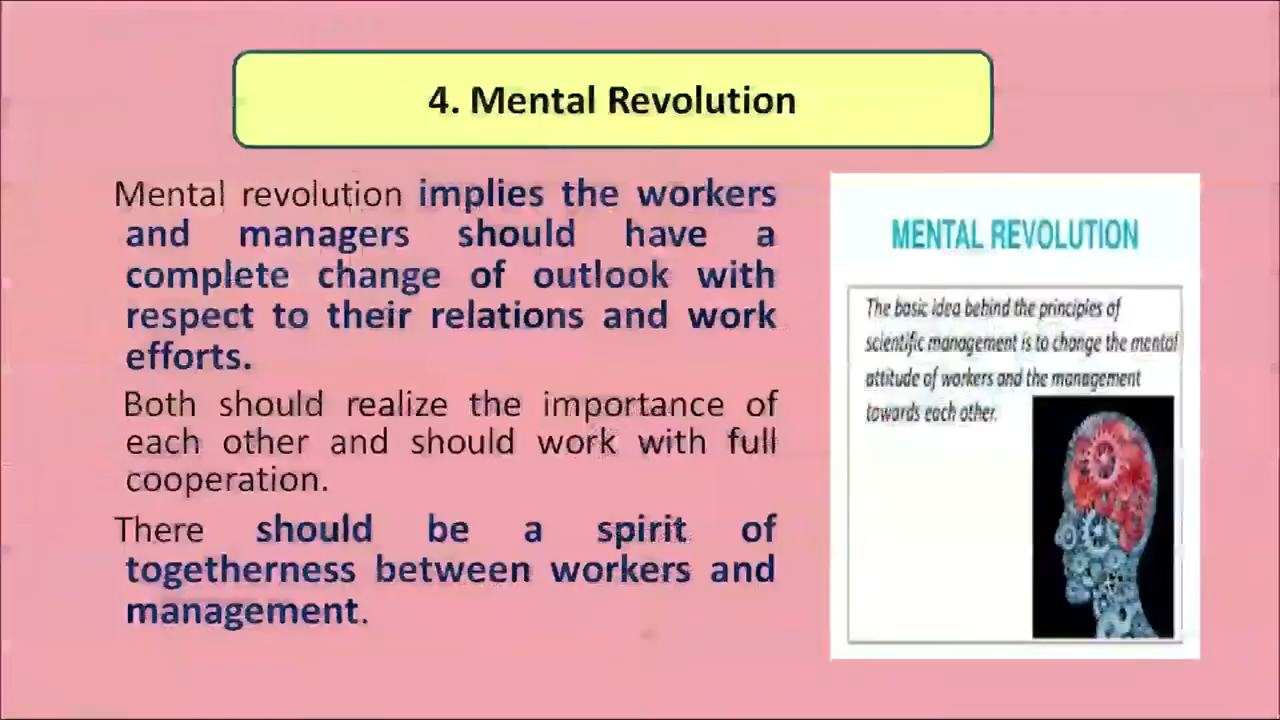 4. Mental Revolution
Mental revolution implies the workers
and managers should have a
complete change of outlook with
respect to their relations and work
efforts.
Both should realize the importance of
each other and should work with full
cooperation.
There should be a spirit of
togetherness between workers and
management.
MENTAL REVOLUTION
The basic idea behind the principles of
scientific management is to change the mental
attitude of workers and the management
towards each other.